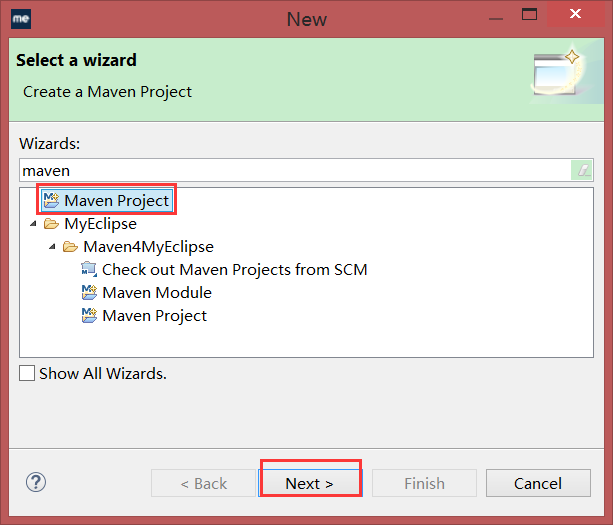 me
New
Select a wizard
Create a Maven Project
Wizards:
maven
Maven Project
MyEclipse
Maven4MyEclipse
Check out Maven Projects from SCM
Maven Module
Maven Project
Show All Wizards.
? < Back Next > Finish Cancel